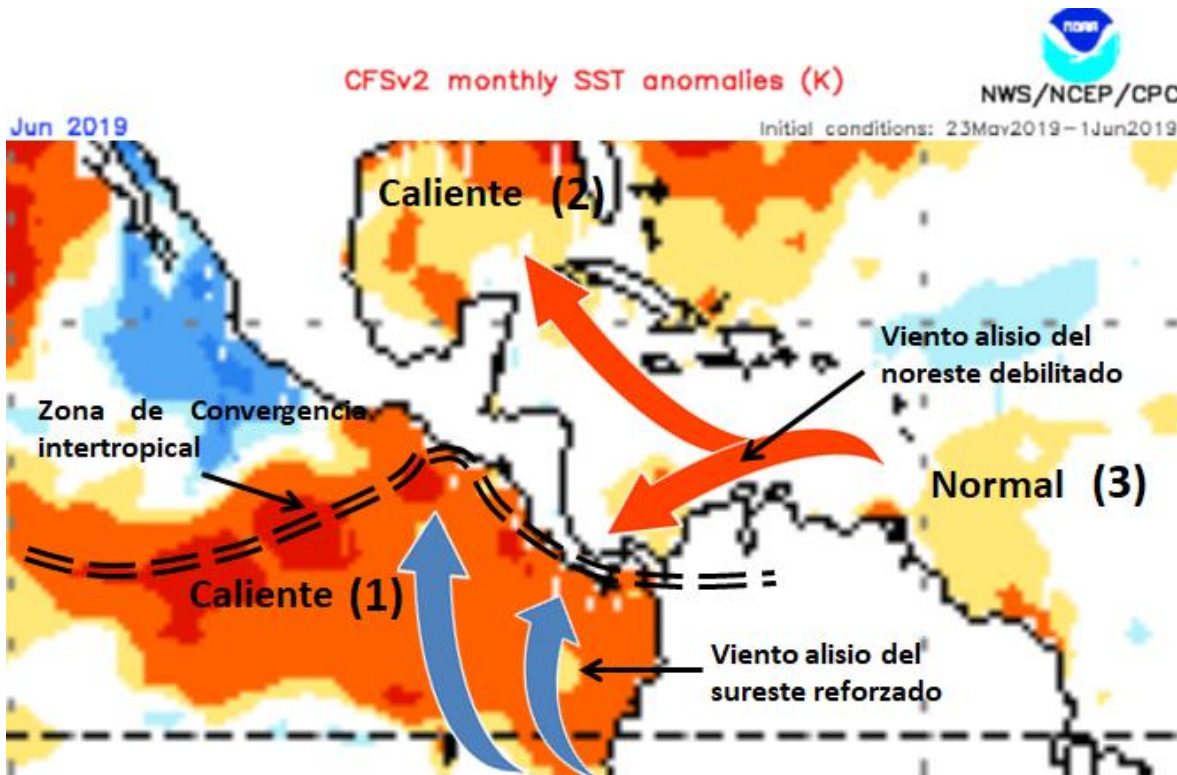 NOAA
CFSv2 monthly SST anomalies (K)
NWS/NCEP/CPC
Jun 2019
Initial conditions: 23May2019-1Jun2019
Caliente (2)
Viento alisio del
noreste debilitado
Zona de Convergencia
intertropical
Normal (3)
Caliente (1)
Viento alisio del
sureste reforzado